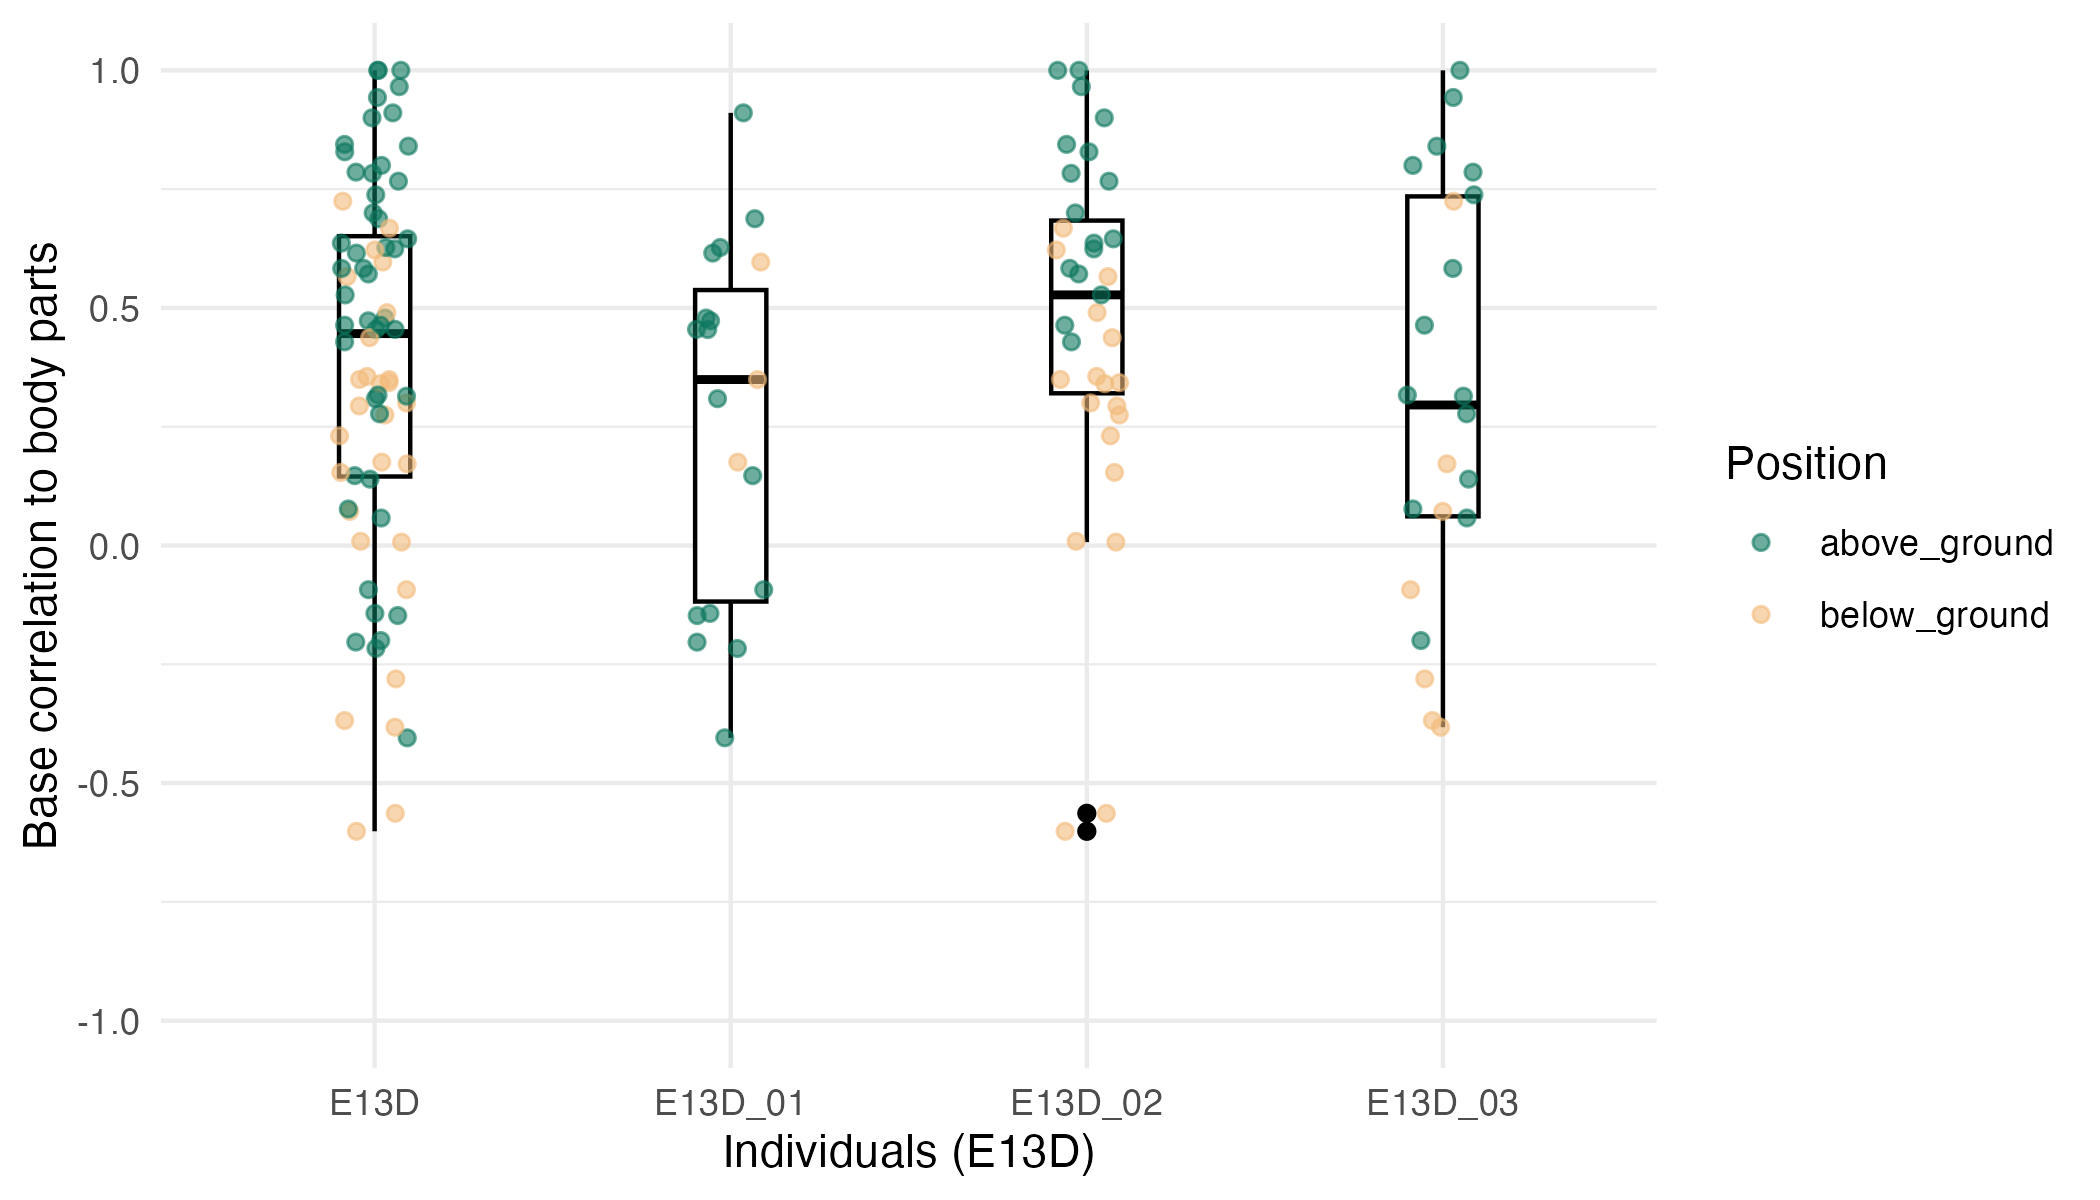 Base correlation to body parts
1.0
0.5
0.0
-0.5
-1.0
E13D
E13D_01
E13D_02
E13D_03
Individuals (E13D)
Position
above_ground
below_ground